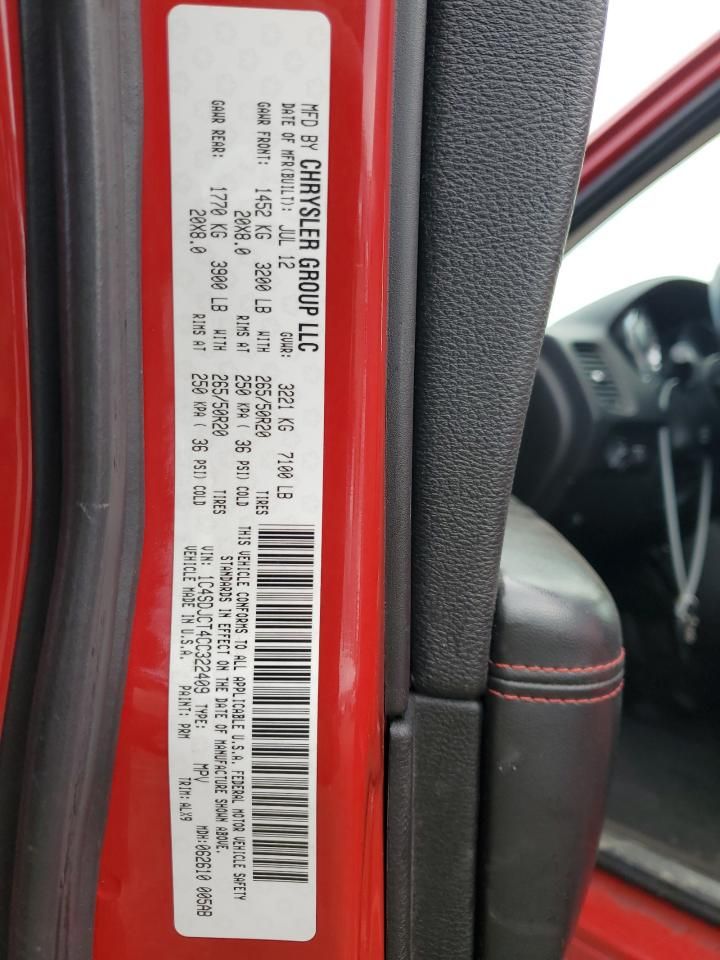 MFD BY CHRYSLER GROUP LLC
DATE OF MFR(BUILT): JUL 12 GVWR: 3221 KG 7100 LB
GAWR FRONT: 1452 KG 3200 LB WITH 265/50R20 TIRES
20X8.0 RIMS AT 250 KPA ( 36 PSI) COLD
GAWR REAR: 1770 KG 3900 LB WITH 265/50R20 TIRES
20X8.0 RIMS AT 250 KPA ( 36 PSI) COLD
THIS VEHICLE CONFORMS TO ALL APPLICABLE U.S.A. FEDERAL MOTOR VEHICLE SAFETY
STANDARDS IN EFFECT ON THE DATE OF MANUFACTURE SHOWN ABOVE.
VIN: 1C4SDJCT4CC322409 TYPE: MPV MDH:062610 005AB
VEHICLE MADE IN U.S.A. PAINT: PRM TRIM:ALX9